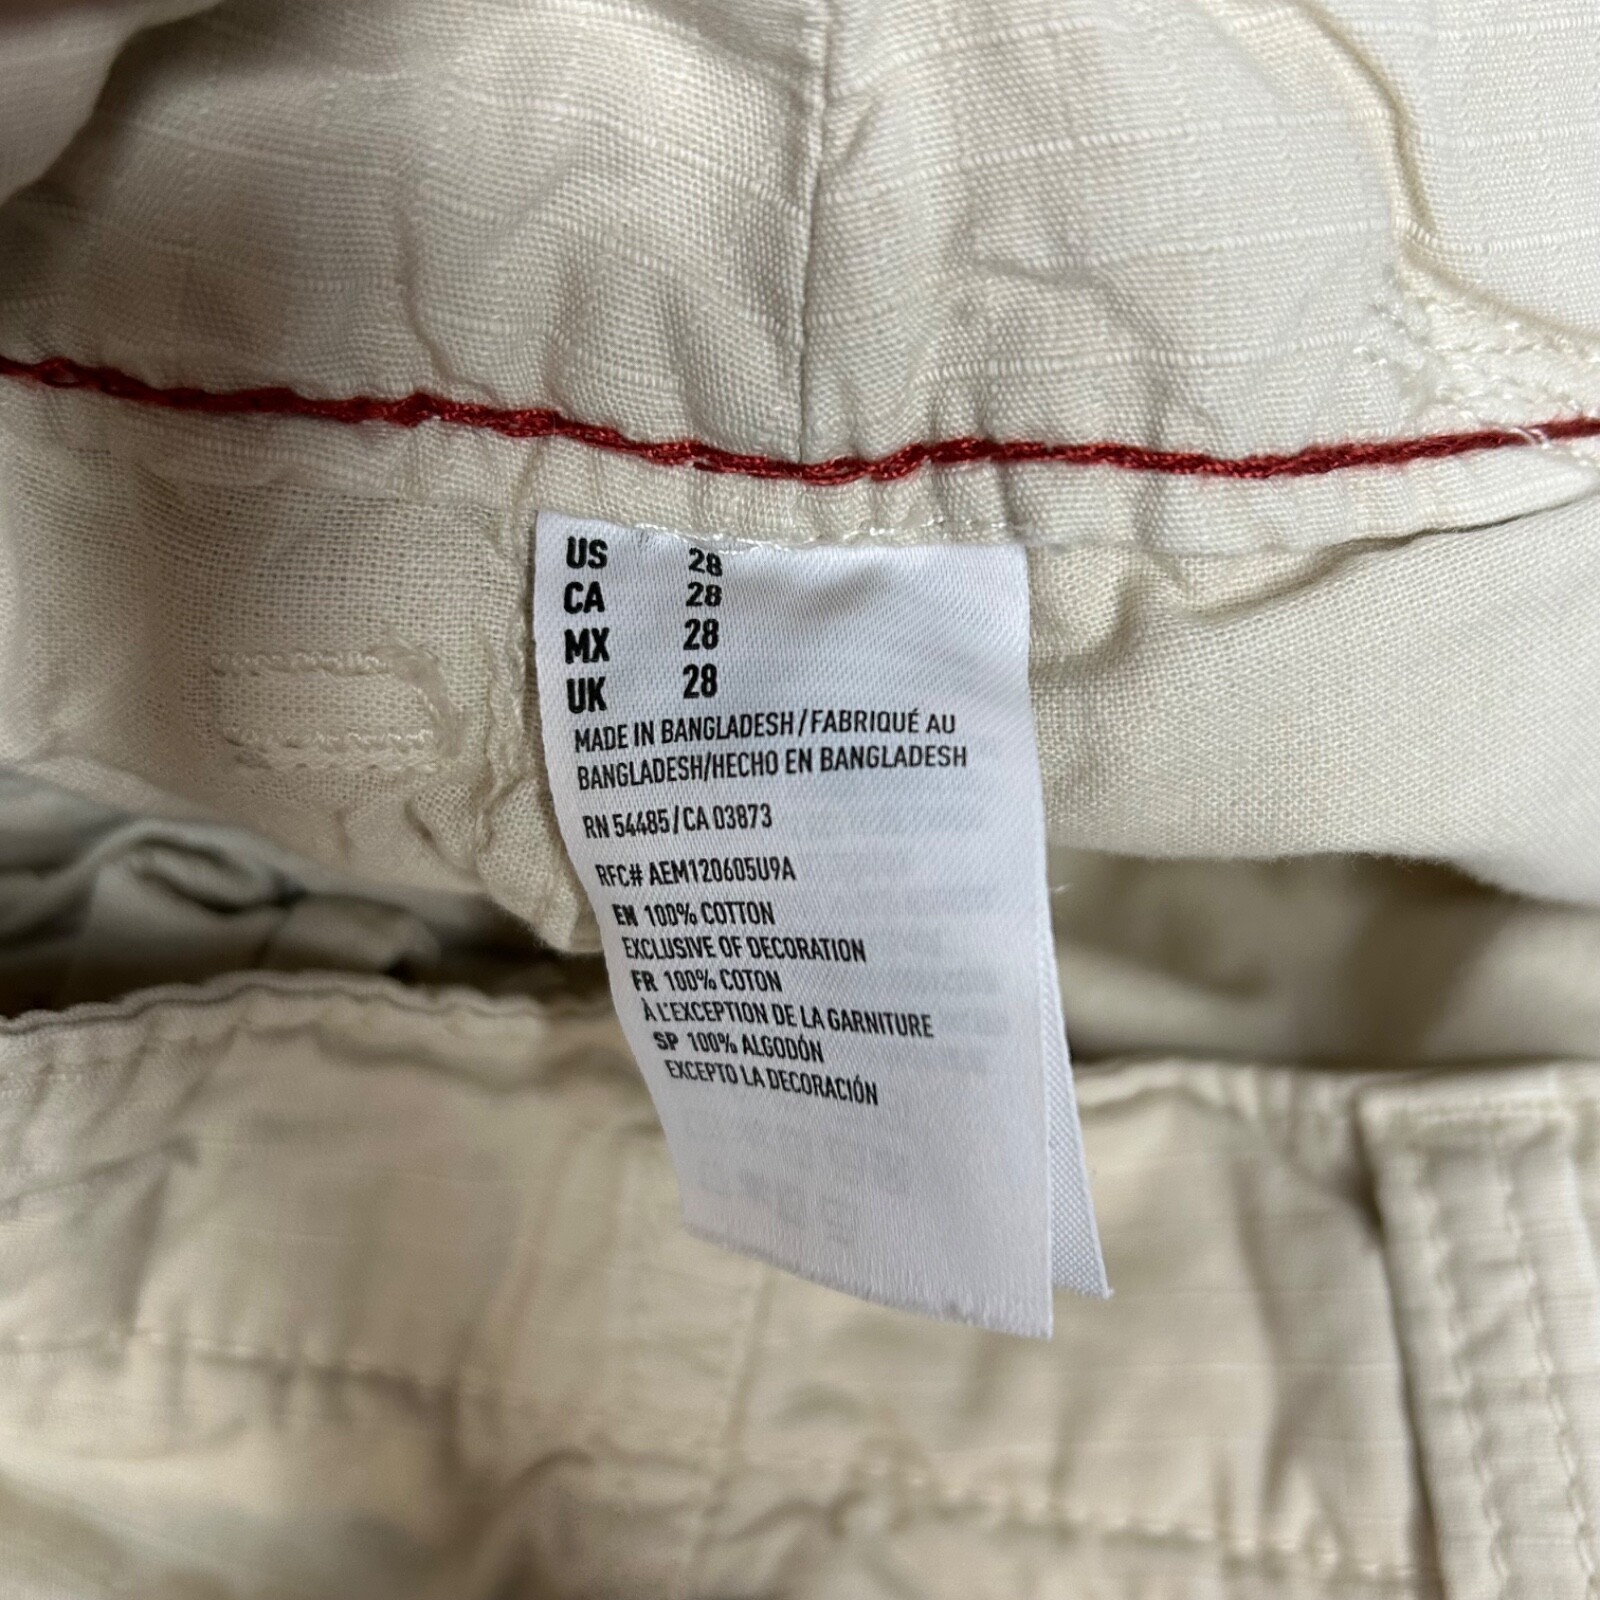 US 28
CA 28
MX 28
UK 28
MADE IN BANGLADESH/FABRIQUÉ AU
BANGLADESH/HECHO EN BANGLADESH
RN 54485/CA 03873
RFC# AEM120605U9A
EN 100% COTTON
EXCLUSIVE OF DECORATION
FR 100% COTON
À L'EXCEPTION DE LA GARNITURE
SP 100% ALGODÓN
EXCEPTO LA DECORACIÓN